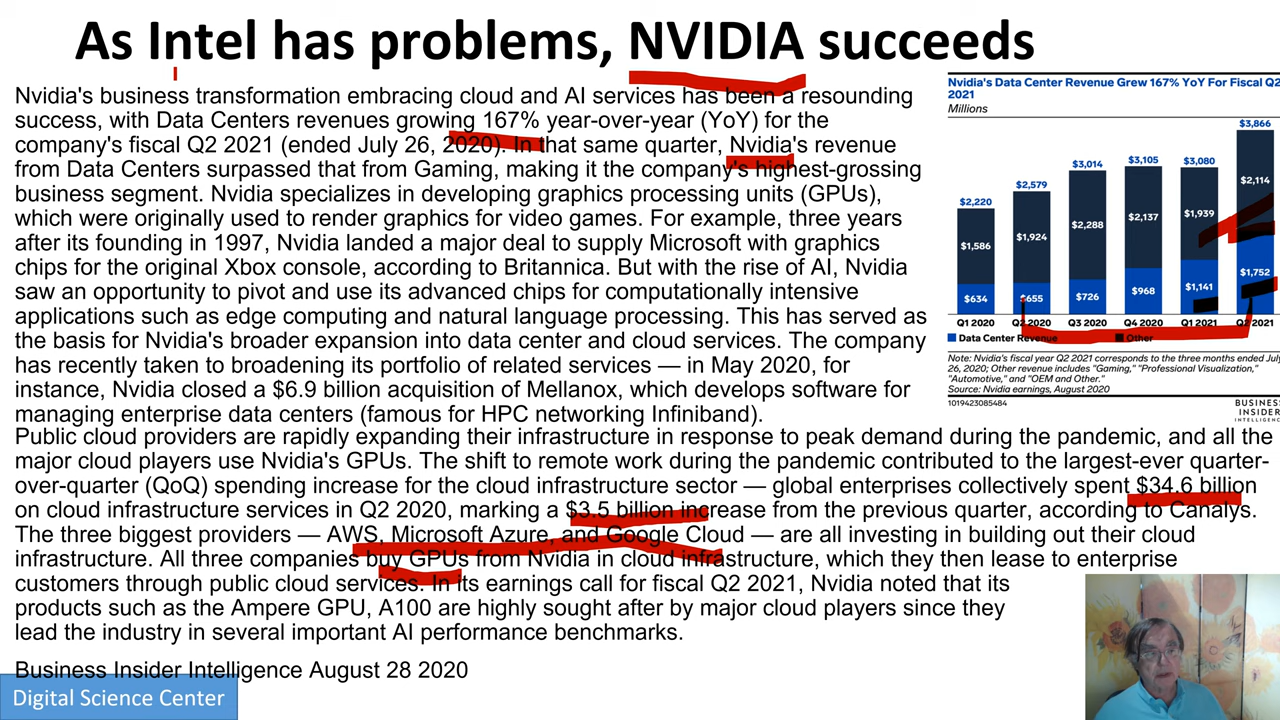 As Intel has problems, NVIDIA succeeds
Nvidia's business transformation embracing cloud and AI services has been a resounding
success, with Data Centers revenues growing 167% year-over-year (YoY) for the
company's fiscal Q2 2021 (ended July 26, 2020). In that same quarter, Nvidia's revenue
from Data Centers surpassed that from Gaming, making it the company's highest-grossing
business segment. Nvidia specializes in developing graphics processing units (GPUs),
which were originally used to render graphics for video games. For example, three years
after its founding in 1997, Nvidia landed a major deal to supply Microsoft with graphics
chips for the original Xbox console, according to Britannica. But with the rise of AI, Nvidia
saw an opportunity to pivot and use its advanced chips for computationally intensive
applications such as edge computing and natural language processing. This has served as
the basis for Nvidia's broader expansion into data center and cloud services. The company
has recently taken to broadening its portfolio of related services — in May 2020, for
instance, Nvidia closed a $6.9 billion acquisition of Mellanox, which develops software for
managing enterprise data centers (famous for HPC networking Infiniband).
Public cloud providers are rapidly expanding their infrastructure in response to peak demand during the pandemic, and all the
major cloud players use Nvidia's GPUs. The shift to remote work during the pandemic contributed to the largest-ever quarter-
over-quarter (QoQ) spending increase for the cloud infrastructure sector — global enterprises collectively spent $34.6 billion
on cloud infrastructure services in Q2 2020, marking a $3.5 billion increase from the previous quarter, according to Canalys.
The three biggest providers — AWS, Microsoft Azure, and Google Cloud — are all investing in building out their cloud
infrastructure. All three companies buy GPUs from Nvidia in cloud infrastructure, which they then lease to enterprise
customers through public cloud services. In its earnings call for fiscal Q2 2021, Nvidia noted that its
products such as the Ampere GPU, A100 are highly sought after by major cloud players since they
lead the industry in several important AI performance benchmarks.
Business Insider Intelligence August 28 2020
Digital Science Center
Nvidia's Data Center Revenue Grew 167% YoY For Fiscal Q2
2021
Millions
$2,220 $2,579 $3,014 $3,105 $3,080 $3,866
$1,586 $1,924 $2,288 $2,137 $1,939 $2,114
$634 $655 $726 $968 $1,141 $1,752
Q1 2020 Q2 2020 Q3 2020 Q4 2020 Q1 2021 Q2 2021
Data Center Revenue Other
Note: Nvidia's fiscal year Q2 2021 corresponds to the three months ended July
26, 2020; Other revenue includes "Gaming," "Professional Visualization,"
"Automotive," and "OEM and Other."
Source: Nvidia earnings, August 2020
1019423085484
BUSINESS
INSIDER
INTELLIGENCE